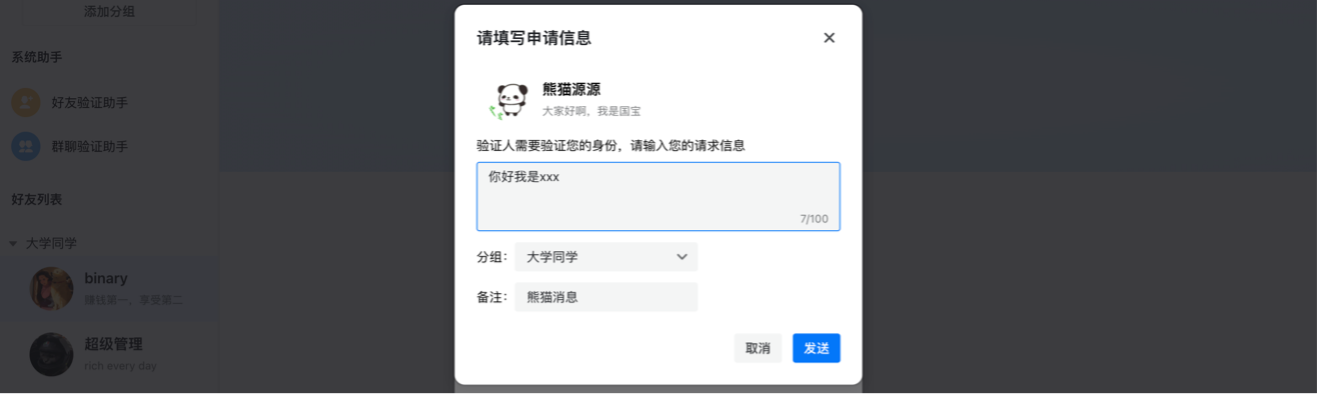 添加分组
系统助手
好友验证助手
群聊验证助手
好友列表
大学同学
binary
赚钱第一，享受第二
超级管理
rich every day
请填写申请信息
熊猫源源
大家好啊，我是国宝
验证人需要验证您的身份，请输入您的请求信息
你好我是xxx
7/100
分组：
大学同学
备注：
熊猫消息
取消
发送